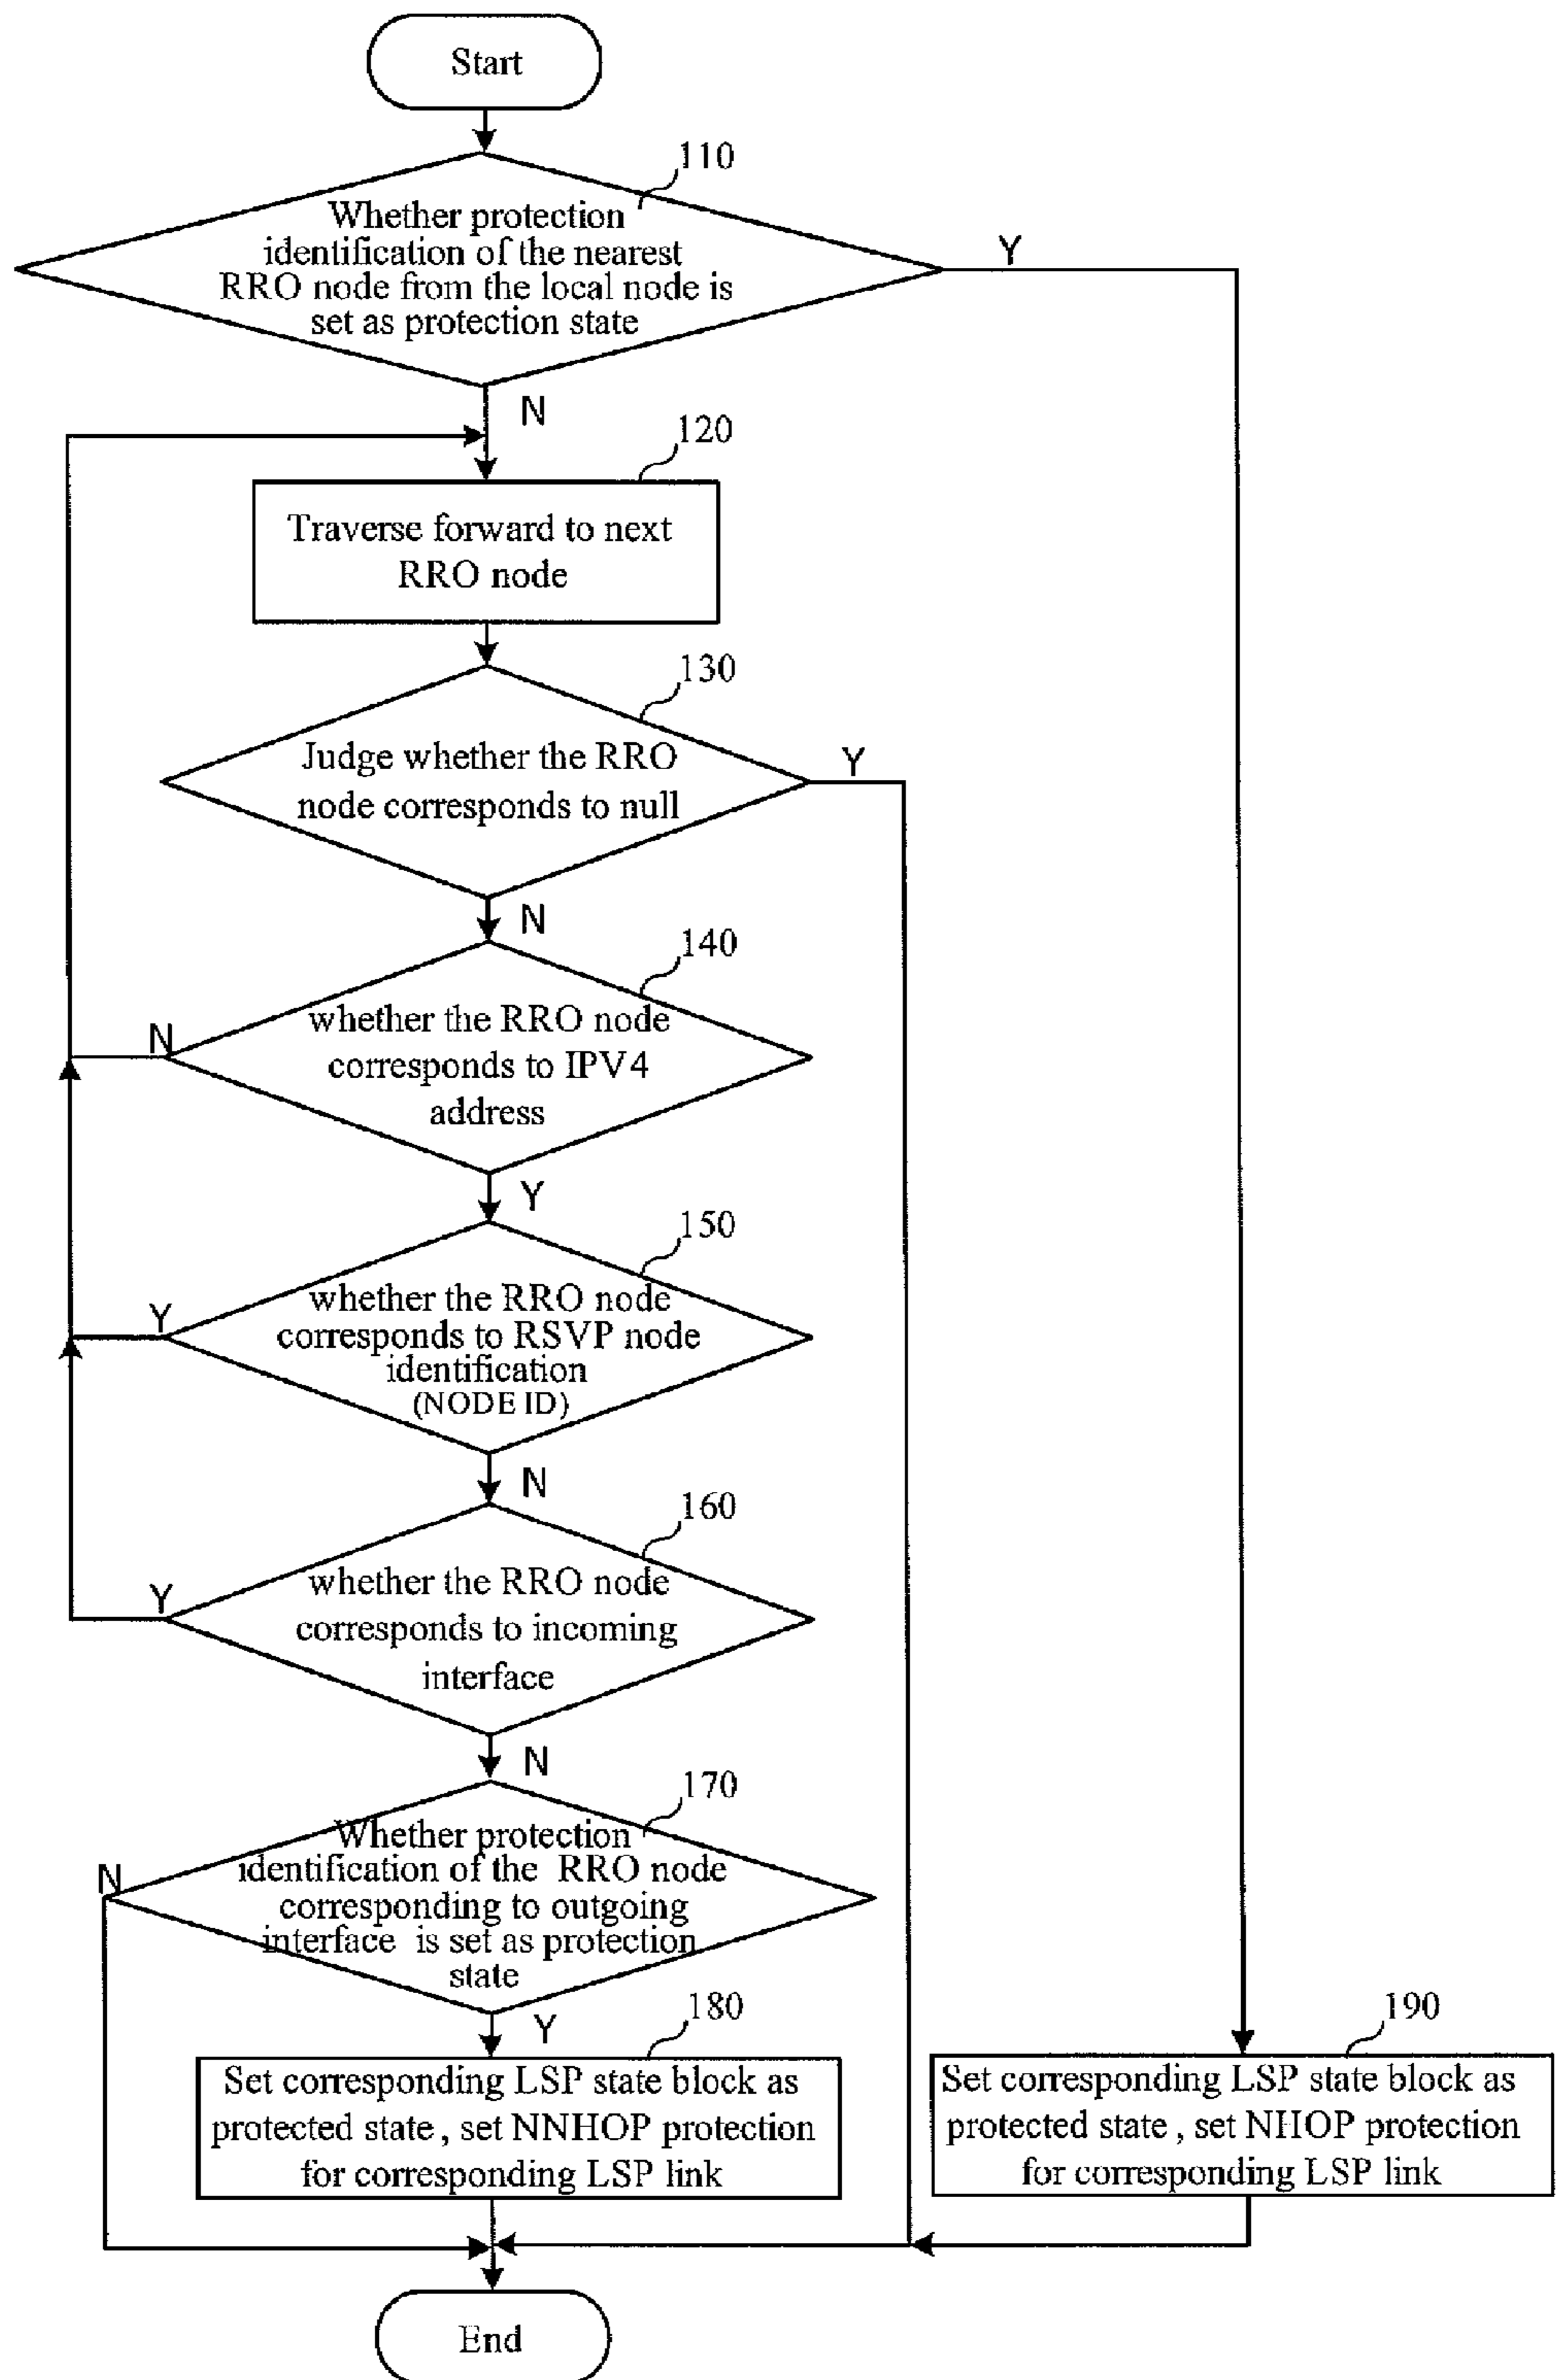 Start
110
Whether protection
identification of the nearest
RRO node from the local node is
set as protection state
Y
N
120
Traverse forward to next
RRO node
130
Judge whether the RRO
node corresponds to null
Y
N
140
whether the RRO node
corresponds to IPV4
address
N
Y
150
whether the RRO node
corresponds to RSVP node
identification
(NODE ID)
Y
N
160
whether the RRO node
corresponds to incoming
interface
Y
N
170
Whether protection
identification of the RRO node
corresponding to outgoing
interface is set as protection
state
N
Y
180
Set corresponding LSP state block as
protected state , set NNHOP protection
for corresponding LSP link
190
Set corresponding LSP state block as
protected state , set NHOP protection
for corresponding LSP link
End